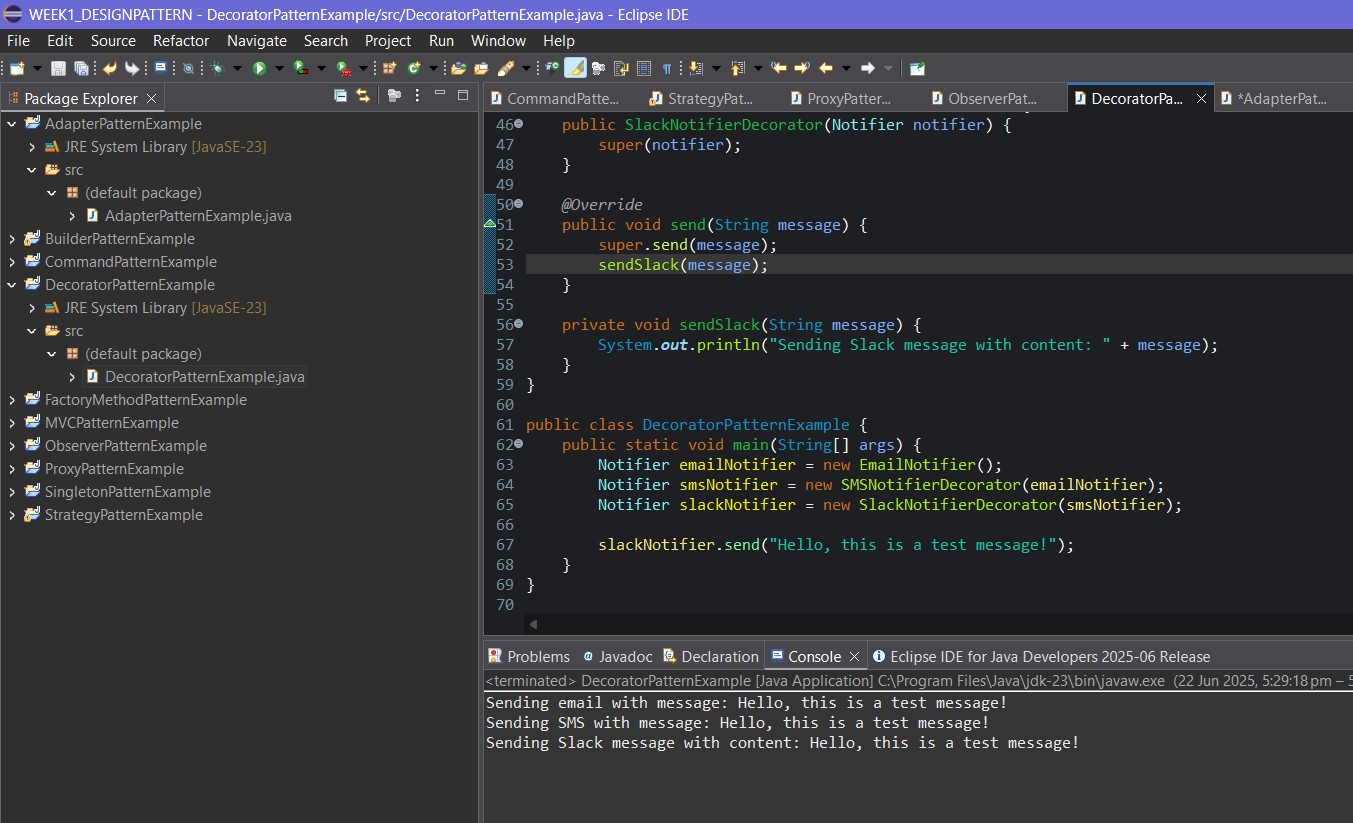 WEEK1_DESIGNPATTERN - DecoratorPatternExample/src/DecoratorPatternExample.java - Eclipse IDE
File Edit Source Refactor Navigate Search Project Run Window Help
Package Explorer
AdapterPatternExample
JRE System Library [JavaSE-23]
src
(default package)
AdapterPatternExample.java
BuilderPatternExample
CommandPatternExample
DecoratorPatternExample
JRE System Library [JavaSE-23]
src
(default package)
DecoratorPatternExample.java
FactoryMethodPatternExample
MVCPatternExample
ObserverPatternExample
ProxyPatternExample
SingletonPatternExample
StrategyPatternExample
CommandPatte... StrategyPat... ProxyPatter... ObserverPat... DecoratorPa... *AdapterPat...
46 public SlackNotifierDecorator(Notifier notifier) {
47 super(notifier);
48 }
49
50 @Override
51 public void send(String message) {
52 super.send(message);
53 sendSlack(message);
54 }
55
56 private void sendSlack(String message) {
57 System.out.println("Sending Slack message with content: " + message);
58 }
59 }
60
61 public class DecoratorPatternExample {
62 public static void main(String[] args) {
63 Notifier emailNotifier = new EmailNotifier();
64 Notifier smsNotifier = new SMSNotifierDecorator(emailNotifier);
65 Notifier slackNotifier = new SlackNotifierDecorator(smsNotifier);
66
67 slackNotifier.send("Hello, this is a test message!");
68 }
69 }
70
Problems @ Javadoc Declaration Console Eclipse IDE for Java Developers 2025-06 Release
<terminated> DecoratorPatternExample [Java Application] C:\Program Files\Java\jdk-23\bin\javaw.exe (22 Jun 2025, 5:29:18 pm – 5
Sending email with message: Hello, this is a test message!
Sending SMS with message: Hello, this is a test message!
Sending Slack message with content: Hello, this is a test message!